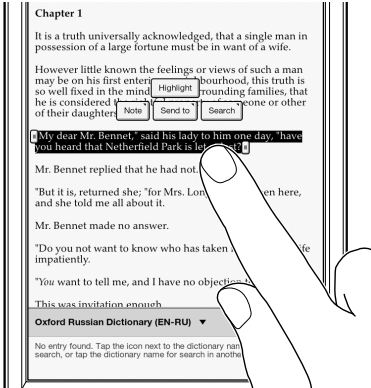 Chapter 1
It is a truth universally acknowledged, that a single man in
possession of a large fortune must be in want of a wife.
However little known the feelings or views of such a man
may be on his first enteri bourhood, this truth is
so well fixed in the mind rrounding families, that
he is considered the of eone or other
of their daughters
Highlight
Note Send to Search
"My dear Mr. Bennet," said his lady to him one day, "have
you heard that Netherfield Park is let st?"
Mr. Bennet replied that he had not.
"But it is, returned she; "for Mrs. Lon en here,
and she told me all about it.
Mr. Bennet made no answer.
"Do you not want to know who has taken fe
impatiently.
"You want to tell me, and I have no objection
This was invitation enough.
Oxford Russian Dictionary (EN-RU) ▼
No entry found. Tap the icon next to the dictionary nam
search, or tap the dictionary name for search in anothe